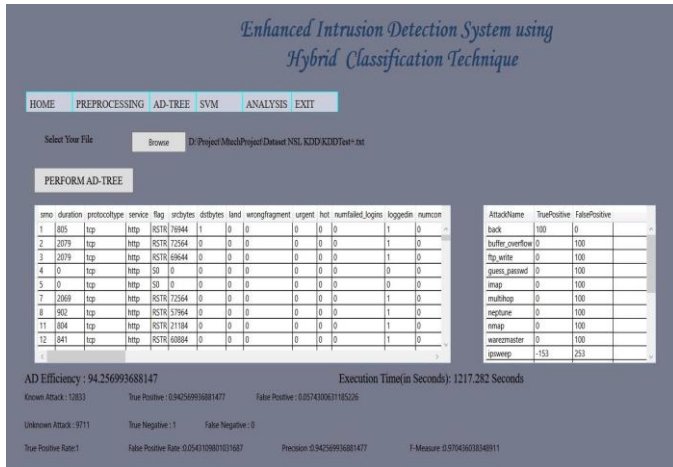 Enhanced Intrusion Detection System using
Hybrid Classification Technique
HOME PREPROCESSING AD-TREE SVM ANALYSIS EXIT
Select Your File Browse D:\Project\MtechProject\Dataset NSL KDD\KDDTest+.txt
PERFORM AD-TREE
smo duration protocoltype service flag srcbytes dstbytes land wrongfragment urgent hot numfailed_logins loggedin numcom
1 805 tcp http RSTR 76944 1 0 0 0 0 0 1 0
2 2079 tcp http RSTR 72564 0 0 0 0 0 0 1 0
3 2079 tcp http RSTR 69644 0 0 0 0 0 0 1 0
4 0 tcp http S0 0 0 0 0 0 0 0 0 0
5 0 tcp http S0 0 0 0 0 0 0 0 0 0
7 2069 tcp http RSTR 72564 0 0 0 0 0 0 1 0
8 902 tcp http RSTR 57964 0 0 0 0 0 0 1 0
11 804 tcp http RSTR 21184 0 0 0 0 0 0 1 0
12 841 tcp http RSTR 60884 0 0 0 0 0 0 1 0
AttackName TruePositive FalsePositive
back 100 0
buffer_overflow 0 100
ftp_write 0 100
guess_passwd 0 100
imap 0 100
multihop 0 100
neptune 0 100
nmap 0 100
warezmaster 0 100
ipsweep -153 253
AD Efficiency : 94.256993688147 Execution Time(in Seconds): 1217.282 Seconds
Known Attack : 12833 True Positive : 0.942569936881477 False Positive : 0.0574300631185226
Unknown Attack : 9711 True Negative : 1 False Negative : 0
True Positive Rate:1 False Positive Rate :0.0543109801031687 Precision :0.942569936881477 F-Measure :0.970436038348911